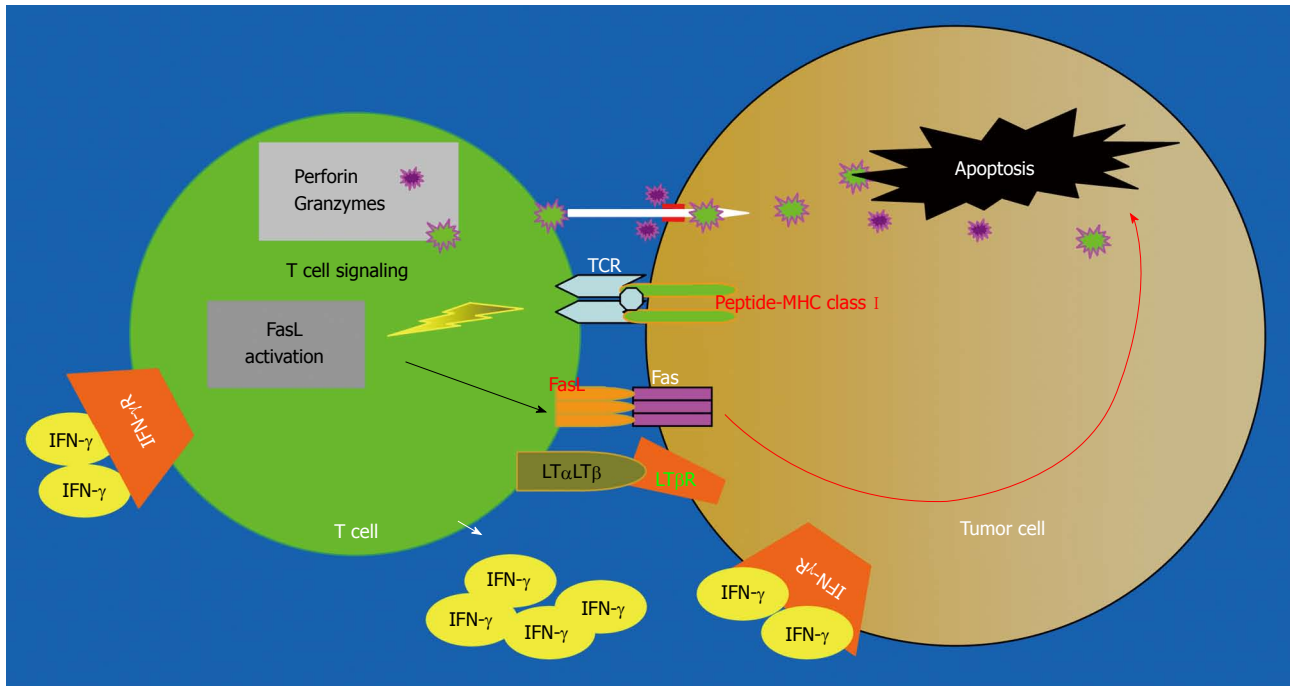 Perforin
Granzymes
Apoptosis
T cell signaling
TCR
Peptide-MHC class Ⅰ
FasL
activation
FasL
Fas
IFN-γR
IFN-γ
IFN-γ
LTαLTβ
LTβR
T cell
Tumor cell
IFN-γ
IFN-γ
IFN-γ
IFN-γ
IFN-γR
IFN-γ
IFN-γ